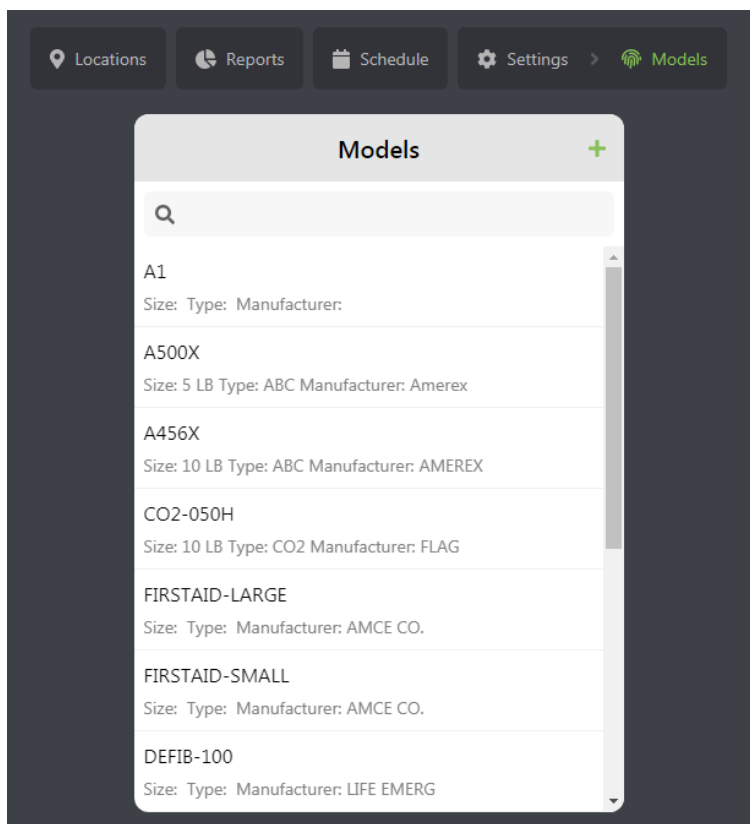 Locations Reports Schedule Settings > Models
Models +
A1
Size: Type: Manufacturer:
A500X
Size: 5 LB Type: ABC Manufacturer: Amerex
A456X
Size: 10 LB Type: ABC Manufacturer: AMEREX
CO2-050H
Size: 10 LB Type: CO2 Manufacturer: FLAG
FIRSTAID-LARGE
Size: Type: Manufacturer: AMCE CO.
FIRSTAID-SMALL
Size: Type: Manufacturer: AMCE CO.
DEFIB-100
Size: Type: Manufacturer: LIFE EMERG